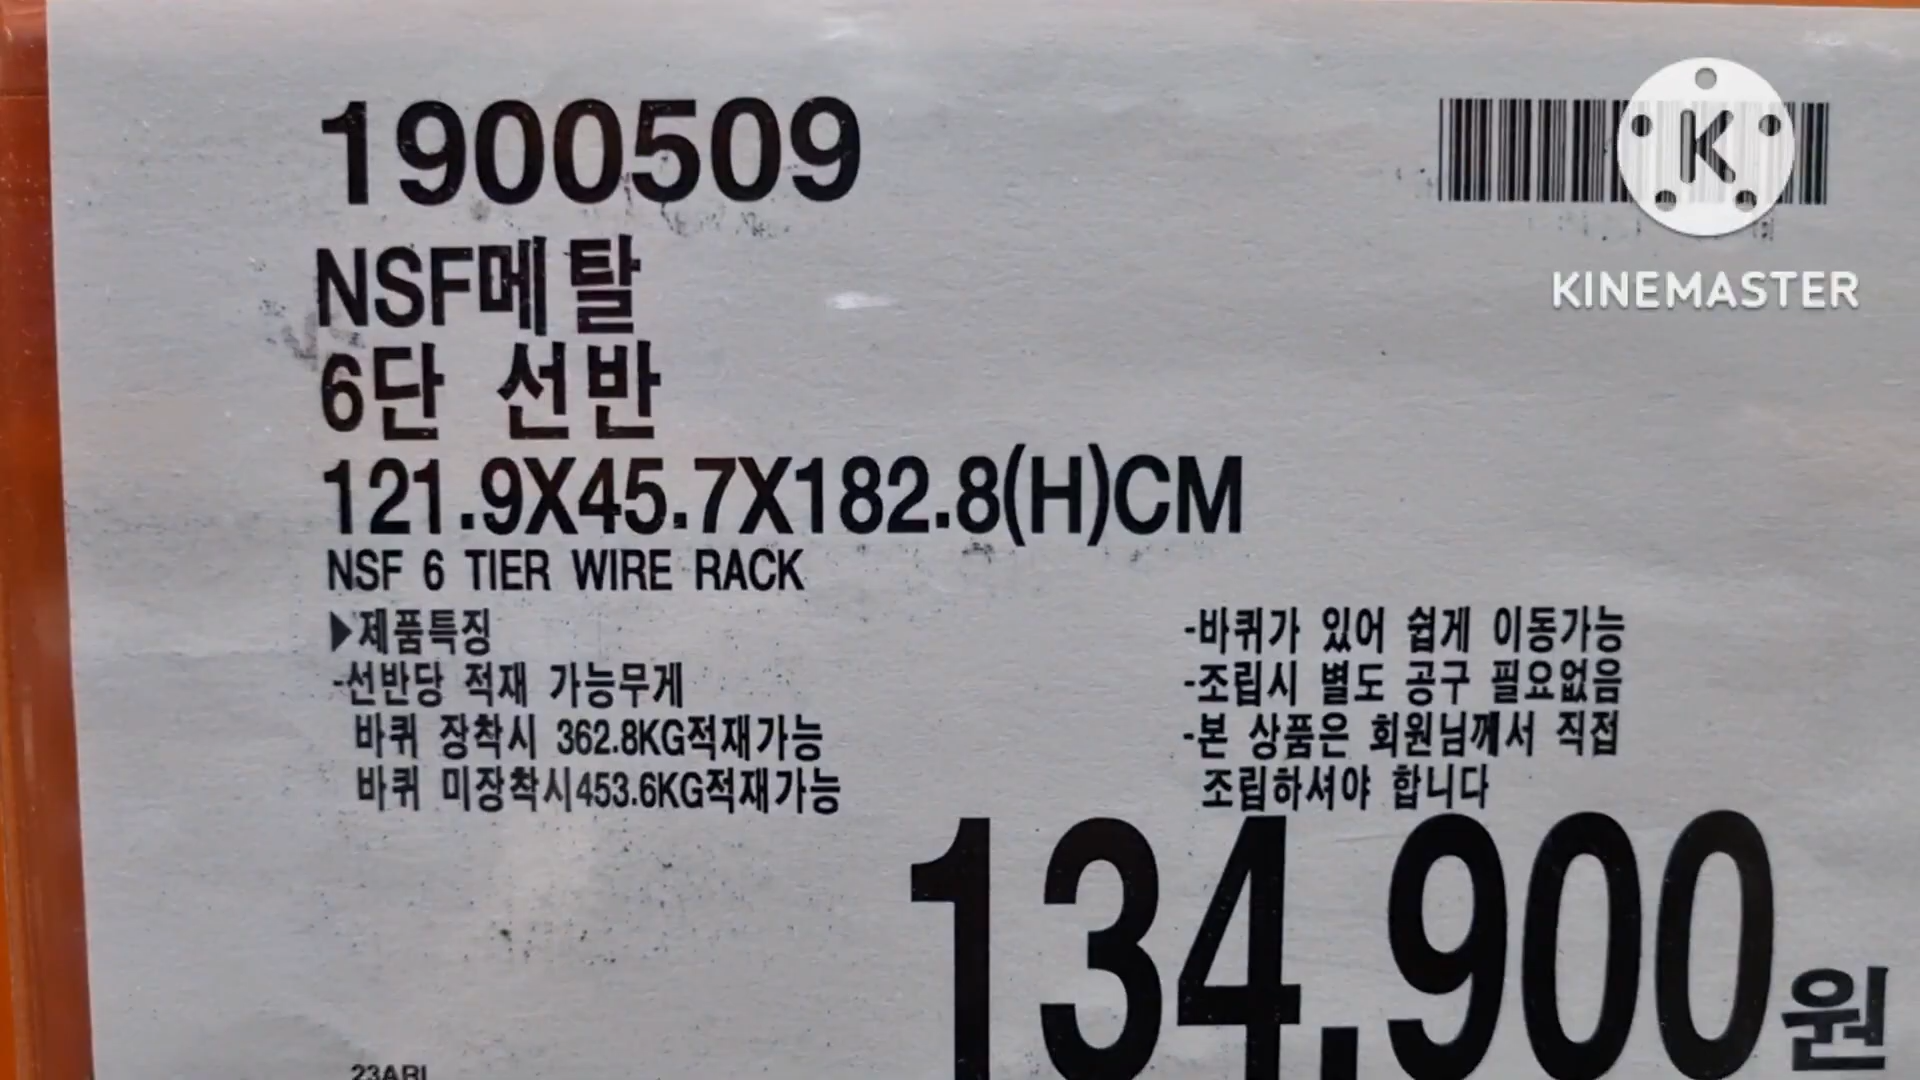 1900509
KINEMASTER
NSF메탈
6단 선반
121.9X45.7X182.8(H)CM
NSF 6 TIER WIRE RACK
▶제품특징
-선반당 적재 가능무게
바퀴 장착시 362.8KG적재가능
바퀴 미장착시453.6KG적재가능
-바퀴가 있어 쉽게 이동가능
-조립시 별도 공구 필요없음
-본 상품은 회원님께서 직접
조립하셔야 합니다
134,900원